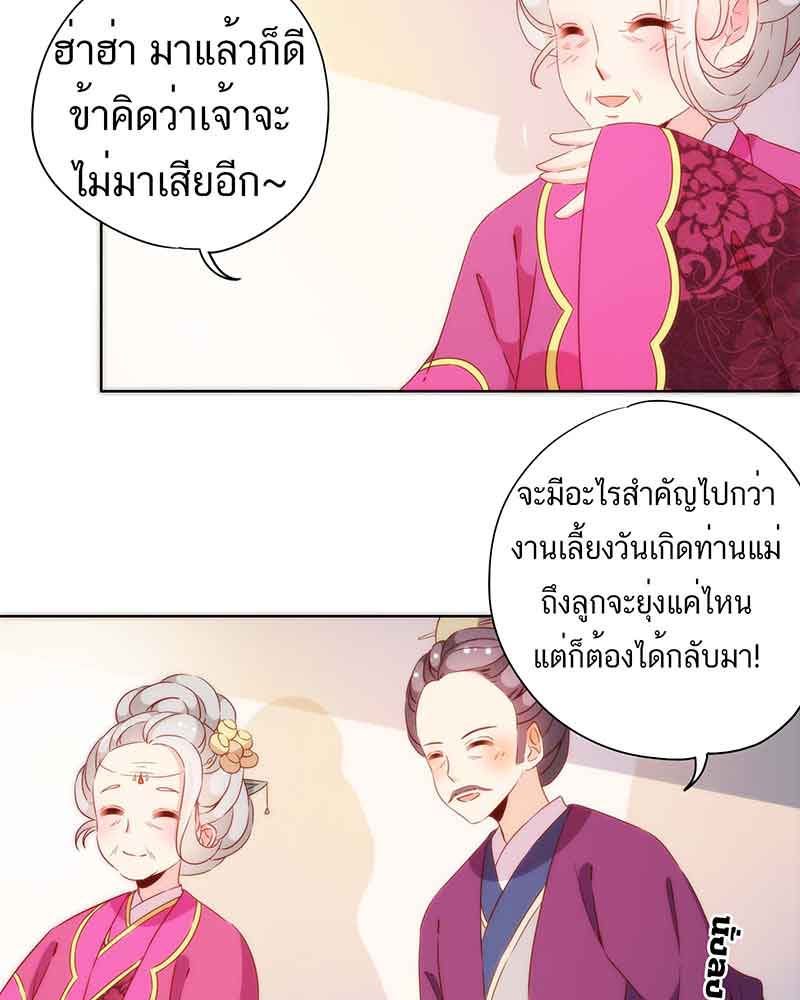 ฮ่าฮ่า มาแล้วก็ดี
ข้าคิดว่าเจ้าจะ
ไม่มาเสียอีก~
จะมีอะไรสำคัญไปกว่า
งานเลี้ยงวันเกิดท่านแม่
ถึงลูกจะยุ่งแค่ไหน
แต่ก็ต้องได้กลับมา!
นั่งลง